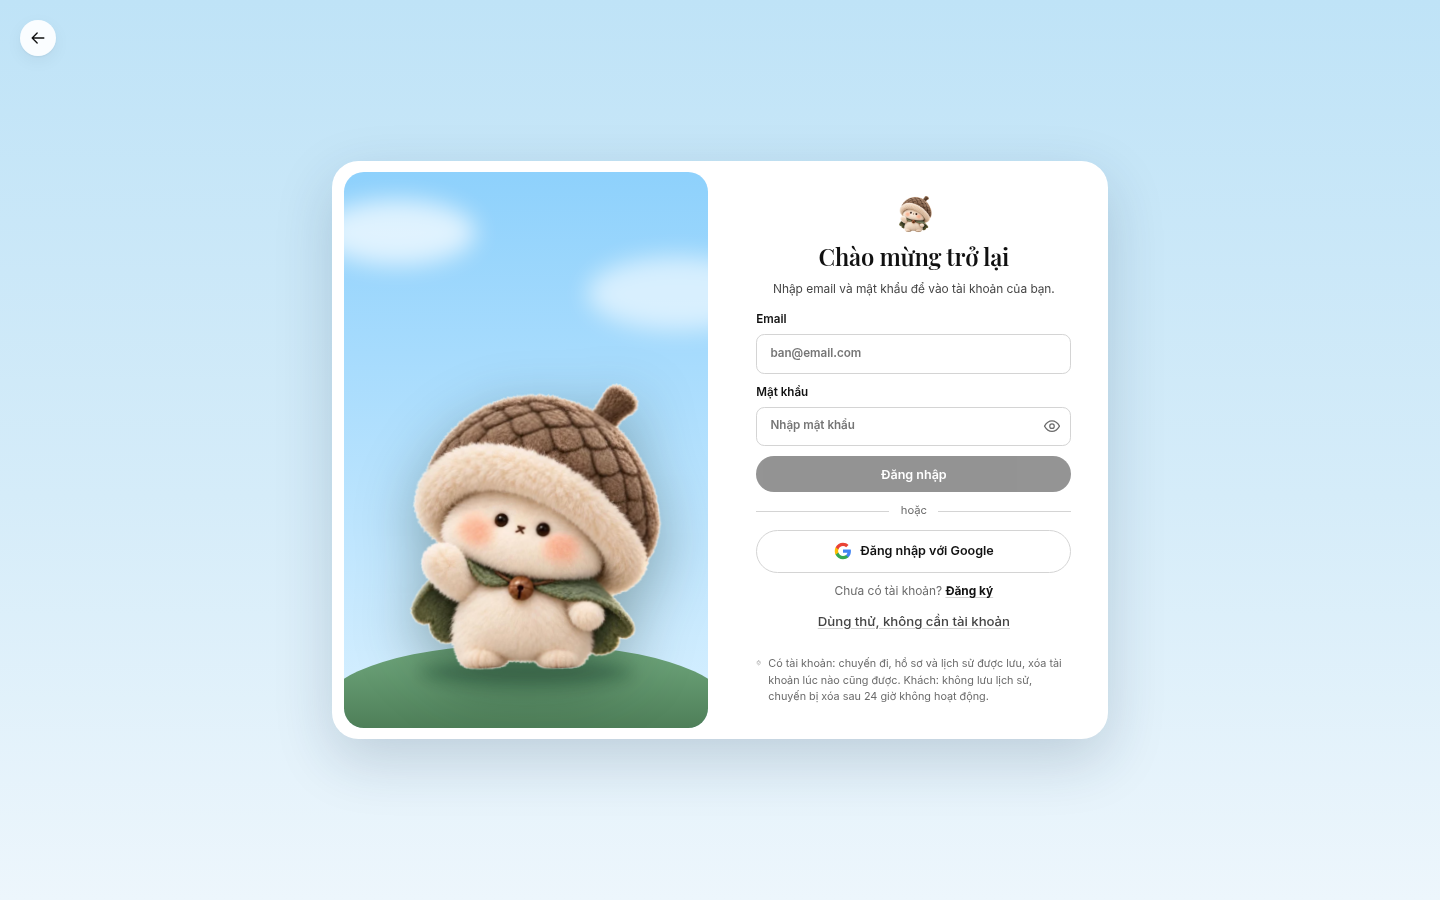 Chào mừng trở lại
Nhập email và mật khẩu để vào tài khoản của bạn.
Email
ban@email.com
Mật khẩu
Nhập mật khẩu
Đăng nhập
hoặc
Đăng nhập với Google
Chưa có tài khoản? Đăng ký
Dùng thử, không cần tài khoản
Có tài khoản: chuyến đi, hồ sơ và lịch sử được lưu, xóa tài
khoản lúc nào cũng được. Khách: không lưu lịch sử,
chuyến bị xóa sau 24 giờ không hoạt động.